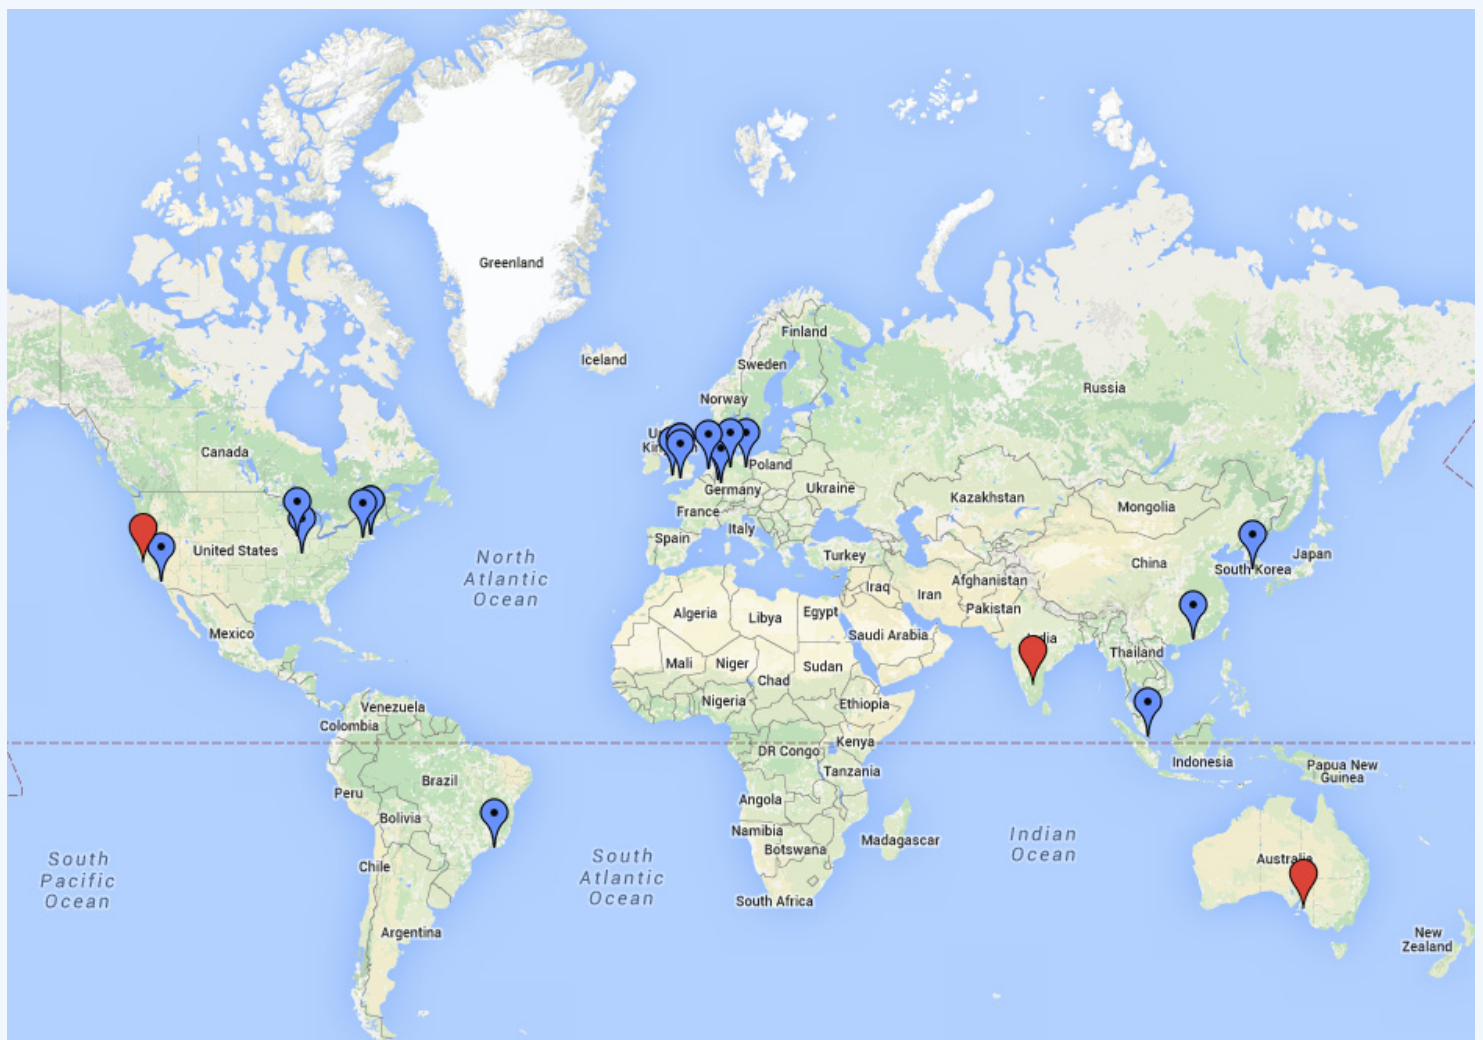 Greenland
Finland
Iceland
Sweden
Russia
Norway
Canada
Poland
Ukraine
Germany
Kazakhstan
Mongolia
France
Italy
Spain
United States
Turkey
China
Japan
South Korea
North
Atlantic
Ocean
Iraq
Iran
Afghanistan
Pakistan
Algeria
Libya
Egypt
Saudi Arabia
Mexico
Thailand
Mali
Niger
Sudan
Chad
Nigeria
Ethiopia
Venezuela
Colombia
DR Congo
Kenya
Indonesia
Papua New
Guinea
Tanzania
Brazil
Peru
Angola
Bolivia
Namibia
Botswana
Madagascar
Indian
Ocean
Australia
South
Pacific
Ocean
Chile
South
Atlantic
Ocean
South Africa
Argentina
New
Zealand